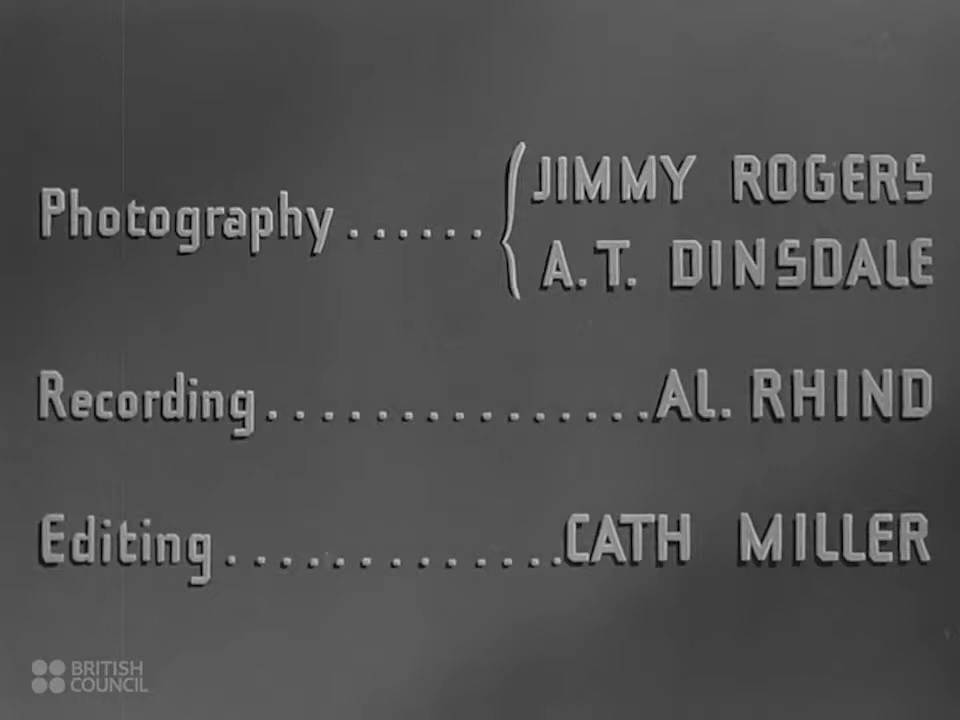 Photography ...... { JIMMY ROGERS
A.T. DINSDALE
Recording ............... AL. RHIND
Editing ............. CATH MILLER
BRITISH
COUNCIL